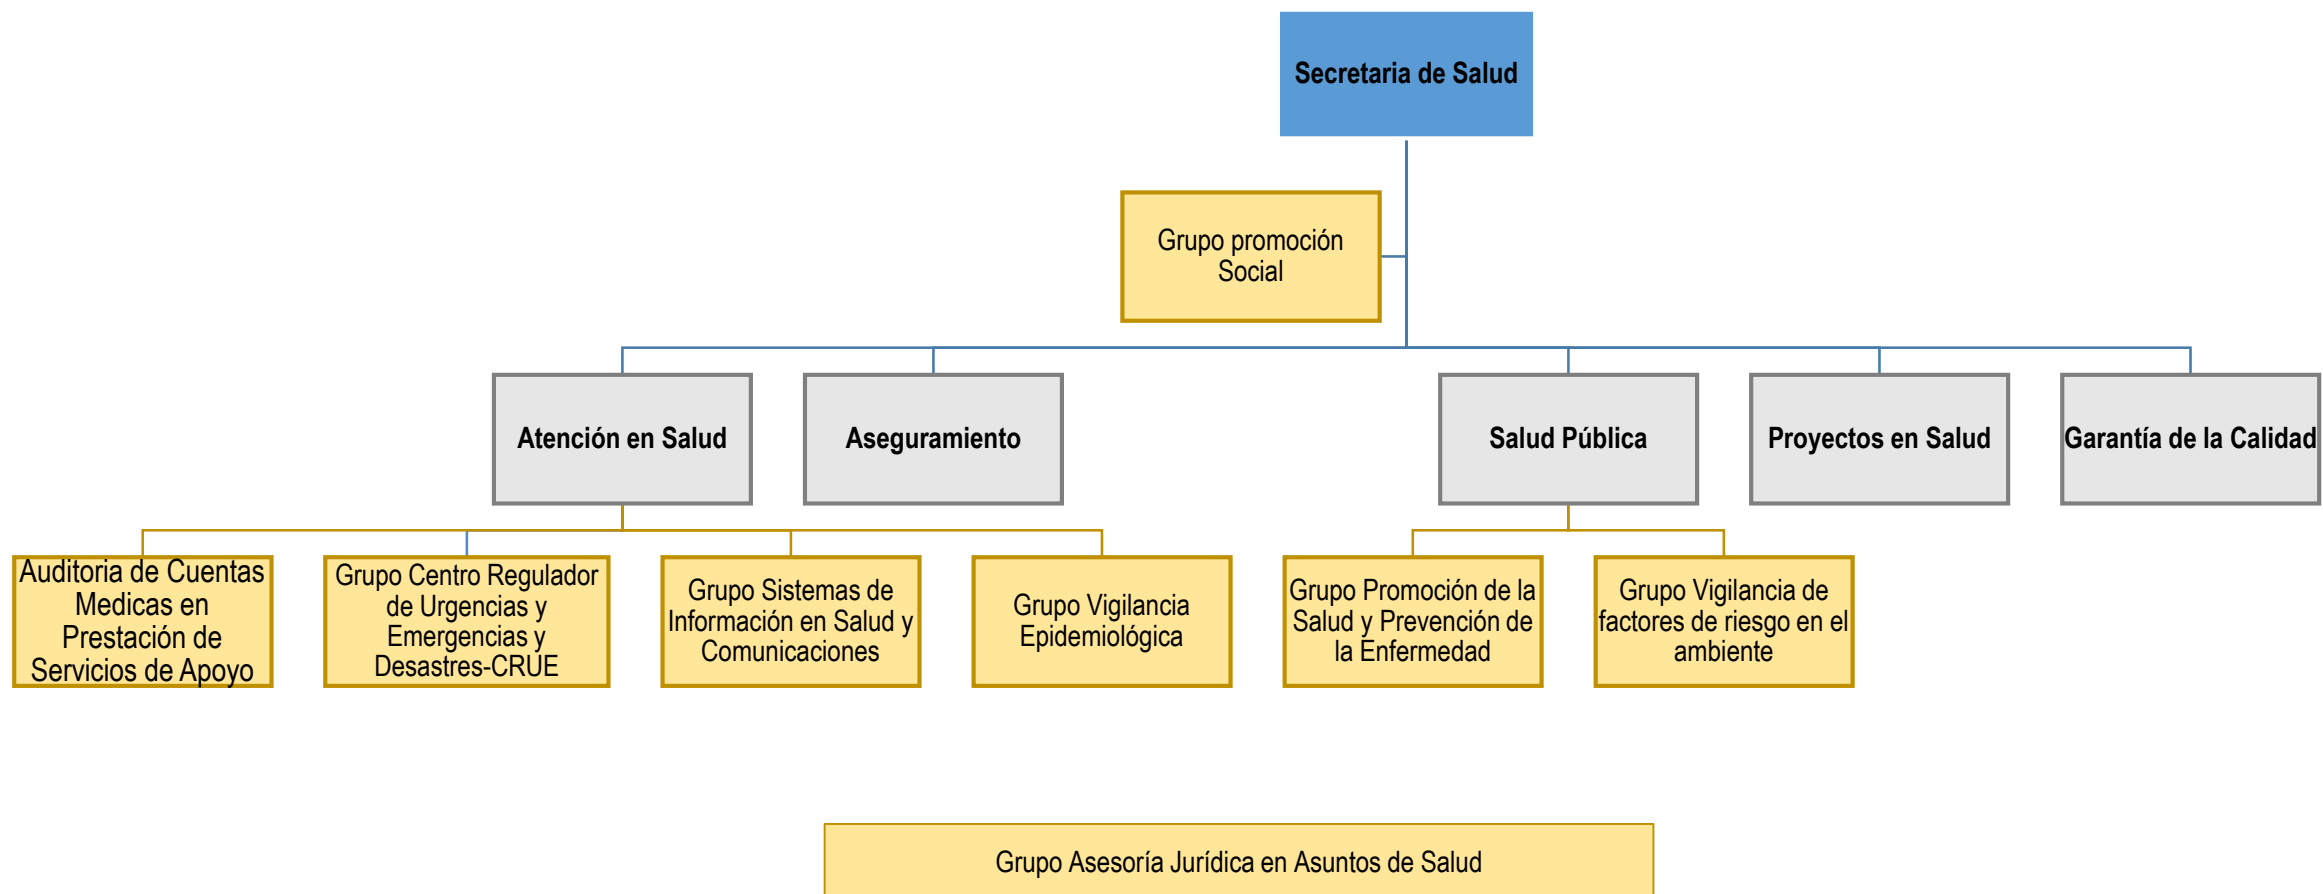 Secretaria de Salud
Grupo promoción
Social
Atención en Salud
Aseguramiento
Salud Pública
Proyectos en Salud
Garantía de la Calidad
Auditoria de Cuentas
Medicas en
Prestación de
Servicios de Apoyo
Grupo Centro Regulador
de Urgencias y
Emergencias y
Desastres-CRUE
Grupo Sistemas de
Información en Salud y
Comunicaciones
Grupo Vigilancia
Epidemiológica
Grupo Promoción de la
Salud y Prevención de
la Enfermedad
Grupo Vigilancia de
factores de riesgo en el
ambiente
Grupo Asesoría Jurídica en Asuntos de Salud